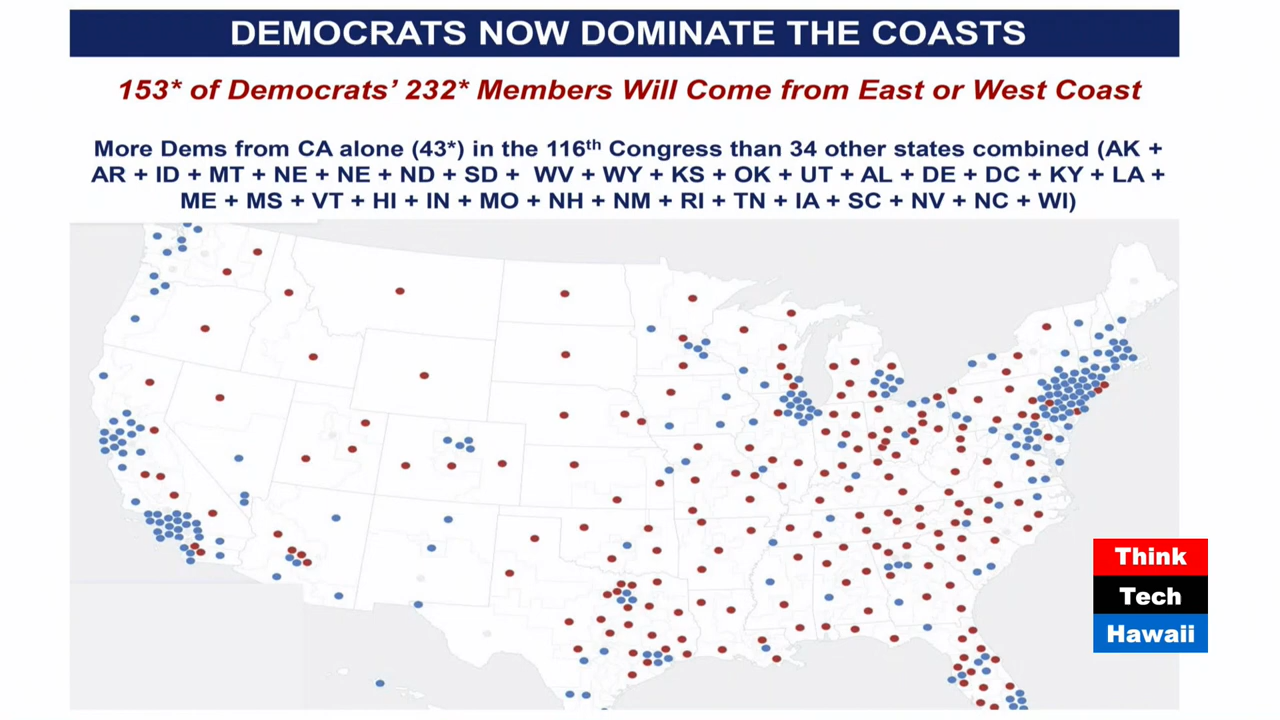 DEMOCRATS NOW DOMINATE THE COASTS
153* of Democrats' 232* Members Will Come from East or West Coast
More Dems from CA alone (43*) in the 116th Congress than 34 other states combined (AK +
AR + ID + MT + NE + NE + ND + SD + WV + WY + KS + OK + UT + AL + DE + DC + KY + LA +
ME + MS + VT + HI + IN + MO + NH + NM + RI + TN + IA + SC + NV + NC + WI)
Think
Tech
Hawaii